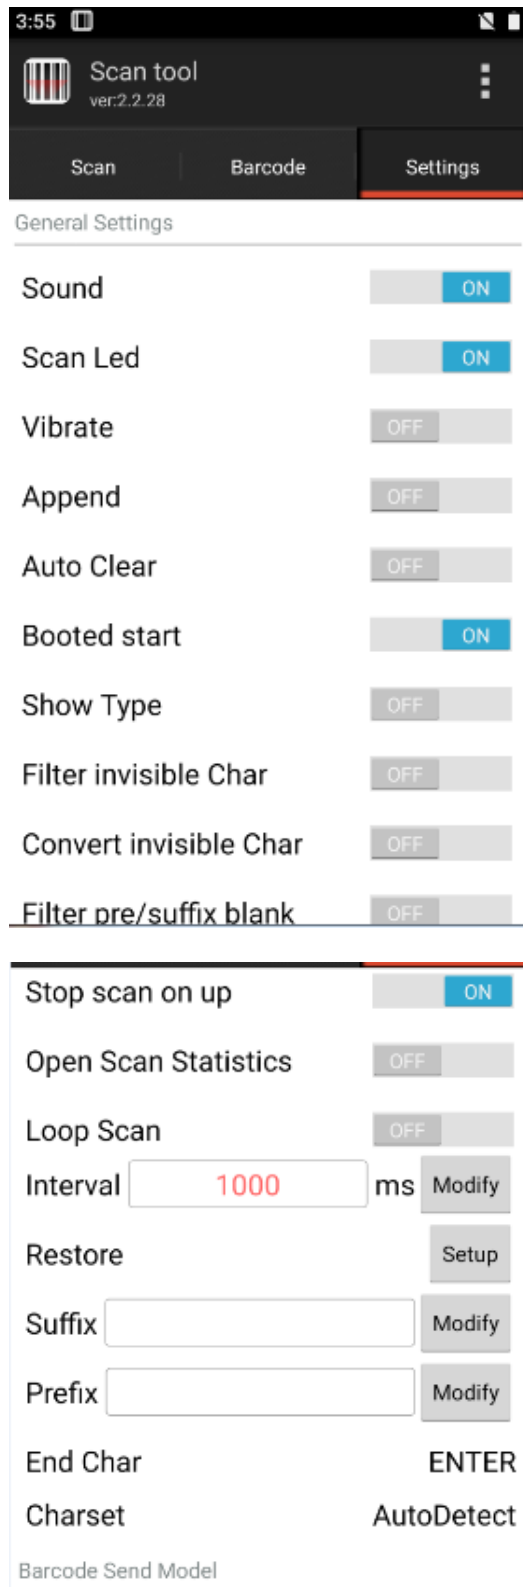 3:55
Scan tool
ver:2.2.28
Scan Barcode Settings
General Settings
Sound ON
Scan Led ON
Vibrate OFF
Append OFF
Auto Clear OFF
Booted start ON
Show Type OFF
Filter invisible Char OFF
Convert invisible Char OFF
Filter pre/suffix blank OFF
Stop scan on up ON
Open Scan Statistics OFF
Loop Scan OFF
Interval 1000 ms Modify
Restore Setup
Suffix Modify
Prefix Modify
End Char ENTER
Charset AutoDetect
Barcode Send Model